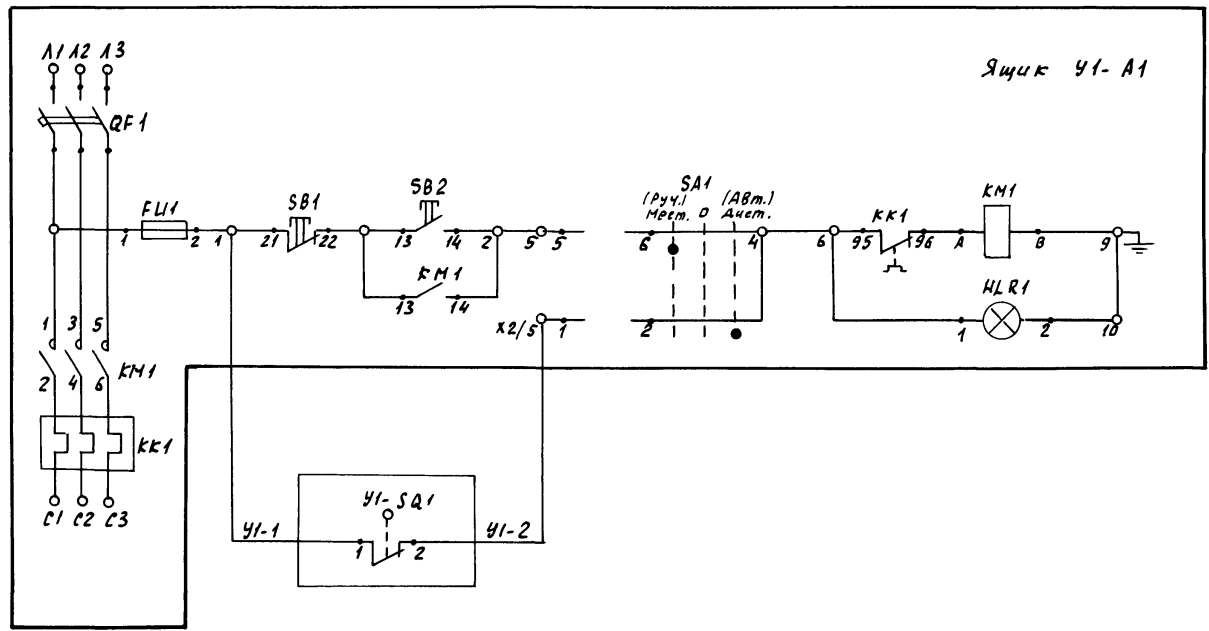 Л1 Л2 Л3
Ящик У1-А1
QF1
FU1
SB1
SB2
SA1
(Руч.) (Авт.)
Мест. 0 Дист.
КК1
КМ1
1 2 1 21 22 13 14 2 5 5 6 4 6 95 96 А В 9
КМ1
13 14
HLR1
Х2/5 1 2 1 2 10
1 3 5
КМ1
2 4 6
КК1
С1 С2 С3
У1-SQ1
У1-1 1 2 У1-2